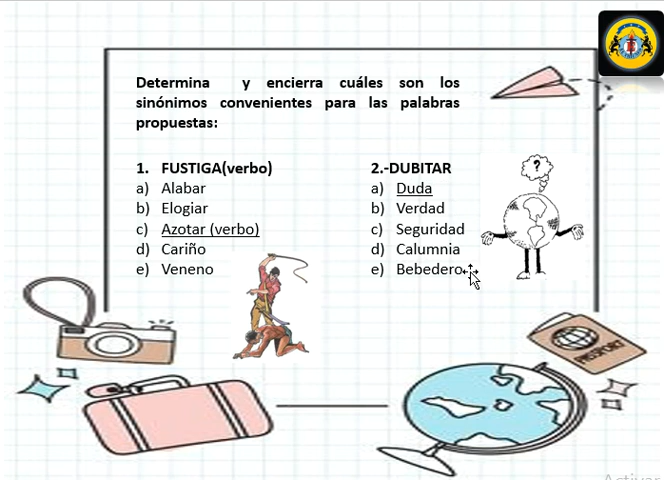 Determina y encierra cuáles son los
sinónimos convenientes para las palabras
propuestas:
1. FUSTIGA(verbo)
a) Alabar
b) Elogiar
c) Azotar (verbo)
d) Cariño
e) Veneno
2.-DUBITAR
a) Duda
b) Verdad
c) Seguridad
d) Calumnia
e) Bebedero
?
PASSPORT